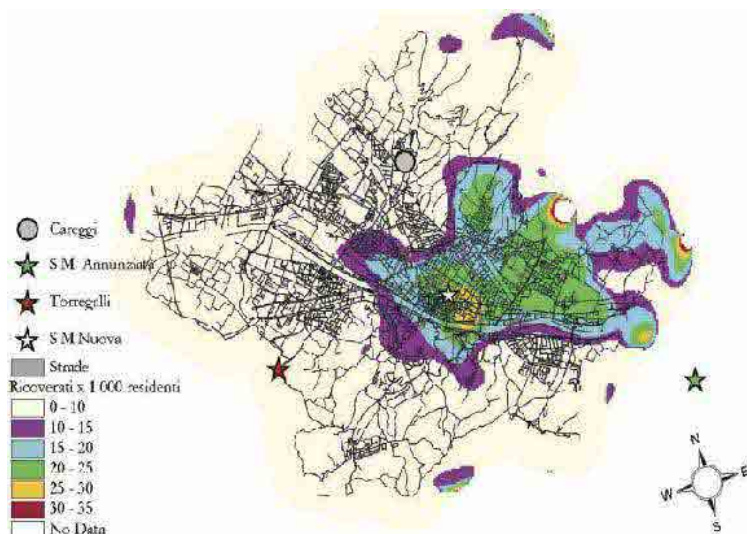 Careggi
S M Annunziata
Torregalli
S M Nuova
Strade
Ricoverati x 1 000 residenti
0 - 10
10 - 15
15 - 20
20 - 25
25 - 30
30 - 35
No Data
N
E
W
S